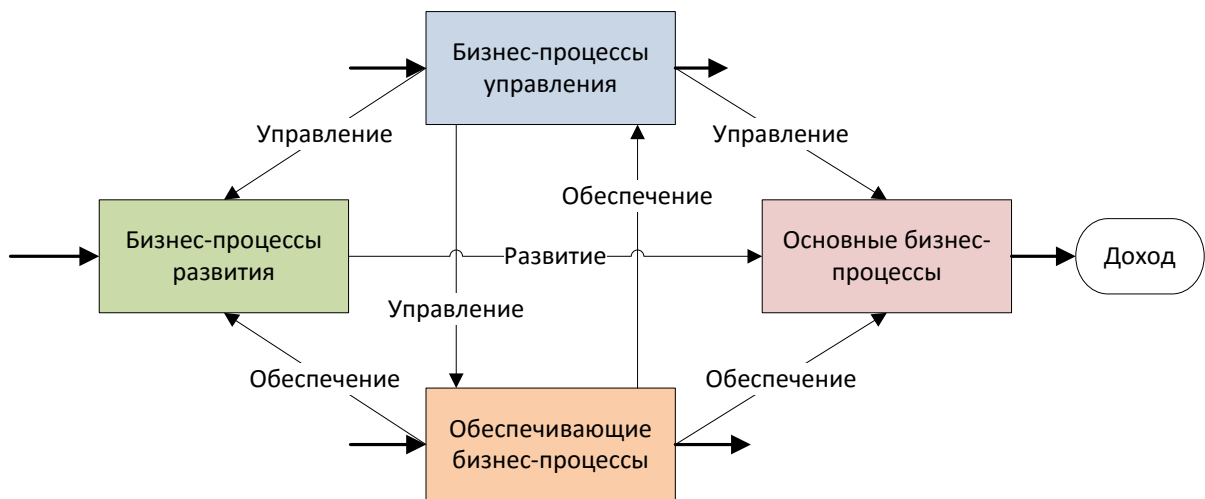 Бизнес-процессы
управления
Управление
Управление
Обеспечение
Бизнес-процессы
развития
Развитие
Основные бизнес-
процессы
Доход
Управление
Обеспечение
Обеспечение
Обеспечивающие
бизнес-процессы